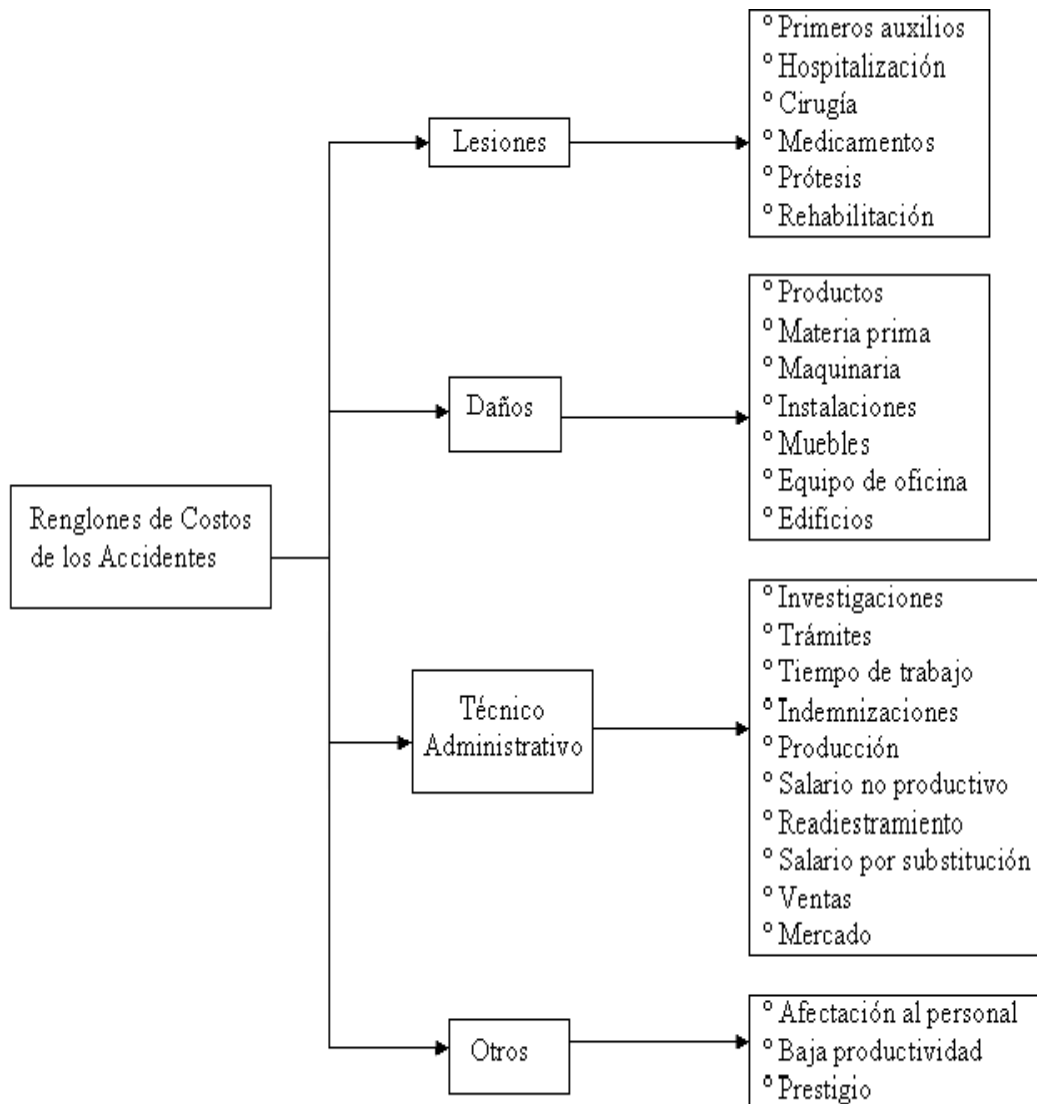 Renglones de Costos
de los Accidentes
Lesiones
º Primeros auxilios
º Hospitalización
º Cirugía
º Medicamentos
º Prótesis
º Rehabilitación
Daños
º Productos
º Materia prima
º Maquinaria
º Instalaciones
º Muebles
º Equipo de oficina
º Edificios
Técnico
Administrativo
º Investigaciones
º Trámites
º Tiempo de trabajo
º Indemnizaciones
º Producción
º Salario no productivo
º Readiestramiento
º Salario por substitución
º Ventas
º Mercado
Otros
º Afectación al personal
º Baja productividad
º Prestigio